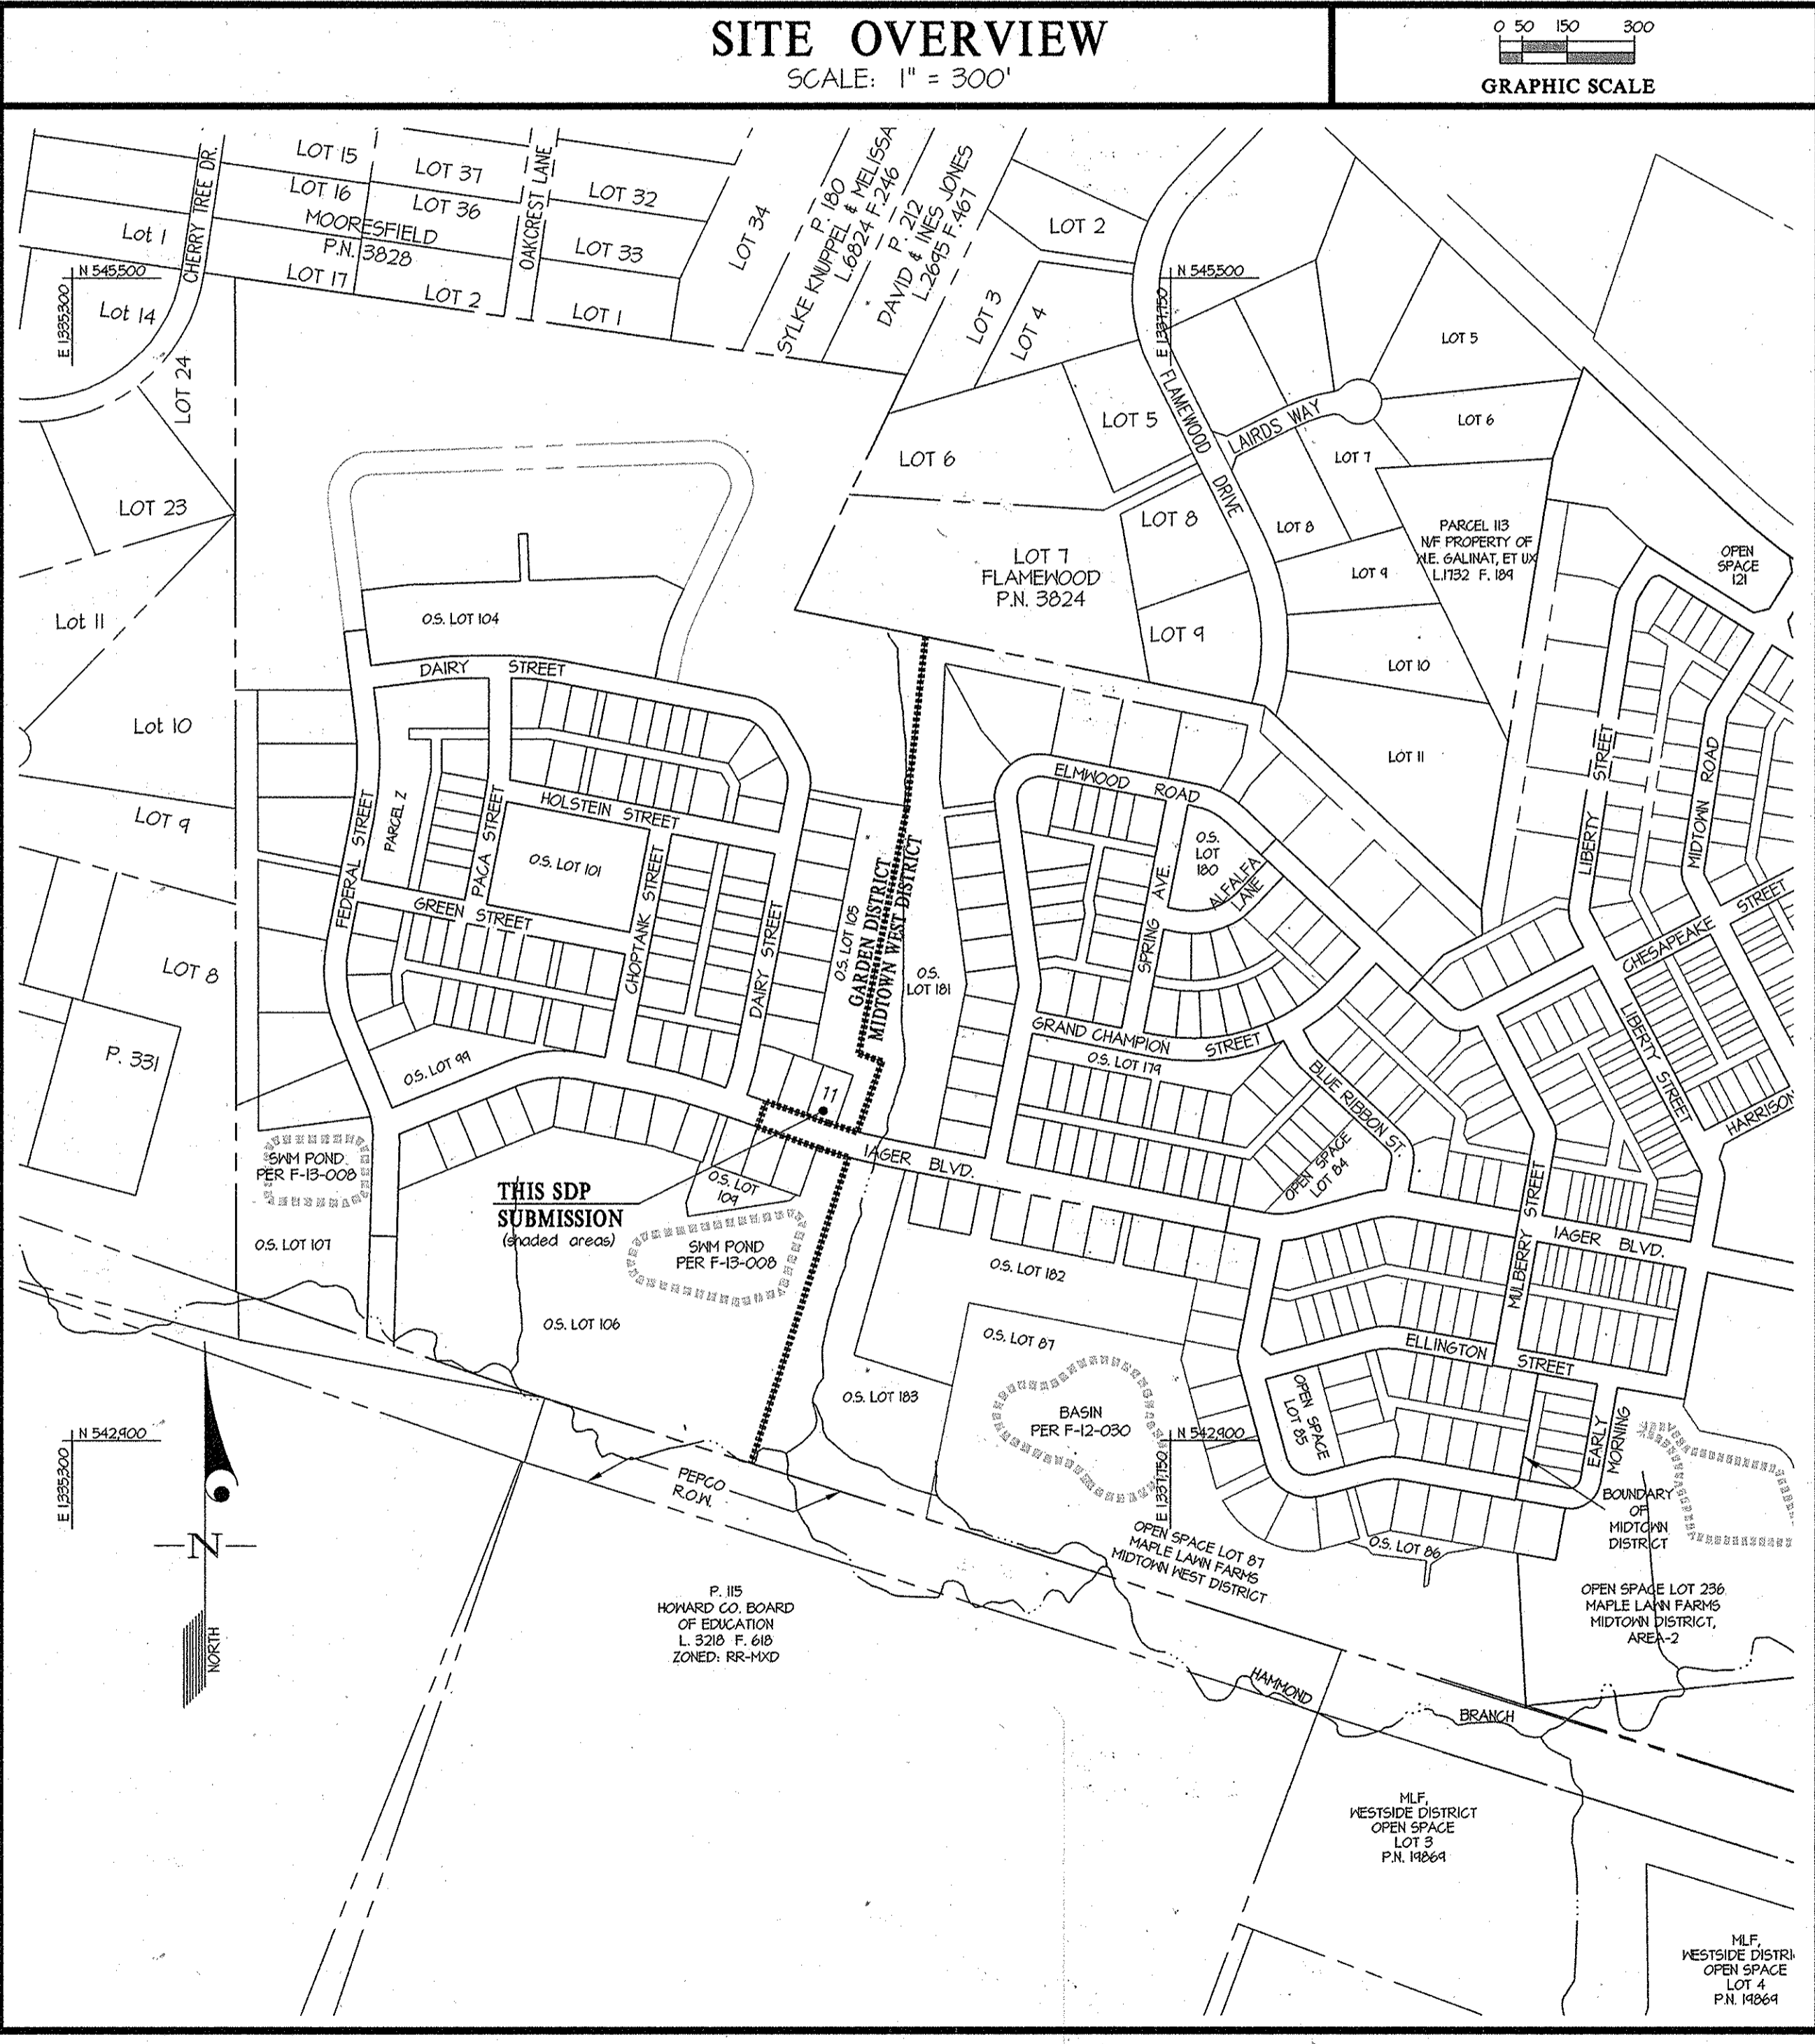 SITE OVERVIEW
SCALE: 1" = 300'
0 50 150 300
GRAPHIC SCALE
LOT 15
LOT 16
LOT 37
LOT 36
MOORESFIELD
P.N. 3828
LOT 17
LOT 2
Lot 1
CHERRY TREE DR.
OAKCREST LANE
LOT 32
LOT 33
LOT 1
LOT 34
P. 180
SYLKE KNUPPEL & MELISSA
L.6824 F.246
P. 212
DAVID & INES JONES
L.2695 F.467
LOT 2
LOT 3
LOT 4
N 545,500
E 1,335,300
Lot 14
LOT 24
LOT 23
N 545,500
E 1,337,150
FLAMEWOOD DRIVE
LAIRDS WAY
LOT 5
LOT 6
LOT 7
LOT 8
LOT 9
LOT 10
LOT 11
LOT 5
LOT 6
LOT 8
LOT 7
FLAMEWOOD
P.N. 3824
LOT 9
PARCEL 113
N/F PROPERTY OF
W.E. GALINAT, ET UX
L.1732 F. 189
OPEN
SPACE
121
Lot 11
Lot 10
LOT 9
LOT 8
P. 331
O.S. LOT 104
DAIRY STREET
PARCEL Z
FEDERAL STREET
PACA STREET
HOLSTEIN STREET
O.S. LOT 101
GREEN STREET
CHOPTANK STREET
DAIRY STREET
O.S. LOT 105
GARDEN DISTRICT
MIDTOWN WEST DISTRICT
O.S.
LOT 181
O.S. LOT 99
11
ELMWOOD ROAD
O.S.
LOT
180
ALFALFA
LANE
SPRING AVE.
GRAND CHAMPION STREET
O.S. LOT 179
BLUE RIBBON ST.
OPEN SPACE
LOT 84
LIBERTY STREET
LIBERTY STREET
MIDTOWN ROAD
CHESAPEAKE STREET
LIBERTY STREET
HARRISON
IAGER BLVD.
IAGER BLVD.
MULBERRY STREET
ELLINGTON STREET
EARLY
MORNING
OPEN SPACE
LOT 85
O.S. LOT 86
SWM POND
PER F-13-008
THIS SDP
SUBMISSION
(shaded areas)
O.S. LOT
109
SWM POND
PER F-13-008
O.S. LOT 107
O.S. LOT 106
O.S. LOT 182
O.S. LOT 87
O.S. LOT 183
BASIN
PER F-12-030
N 542,900
E 1,337,150
N 542,900
E 1,335,300
N
NORTH
PEPCO
R.O.W.
OPEN SPACE LOT 87
MAPLE LAWN FARMS
MIDTOWN WEST DISTRICT
BOUNDARY
OF
MIDTOWN
DISTRICT
OPEN SPACE LOT 236
MAPLE LAWN FARMS
MIDTOWN DISTRICT,
AREA-2
P. 115
HOWARD CO. BOARD
OF EDUCATION
L. 3218 F. 618
ZONED: RR-MXD
HAMMOND BRANCH
MLF,
WESTSIDE DISTRICT
OPEN SPACE
LOT 3
P.N. 19869
MLF,
WESTSIDE DISTRI
OPEN SPACE
LOT 4
P.N. 19869